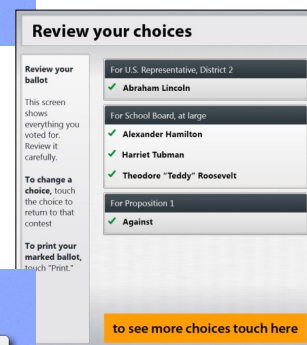 Review your choices
Review your
ballot
This screen
shows
everything you
voted for.
Review it
carefully.
To change a
choice, touch
the choice to
return to that
contest
To print your
marked ballot,
touch "Print."
For U.S. Representative, District 2
Abraham Lincoln
For School Board, at large
Alexander Hamilton
Harriet Tubman
Theodore "Teddy" Roosevelt
For Proposition 1
Against
to see more choices touch here